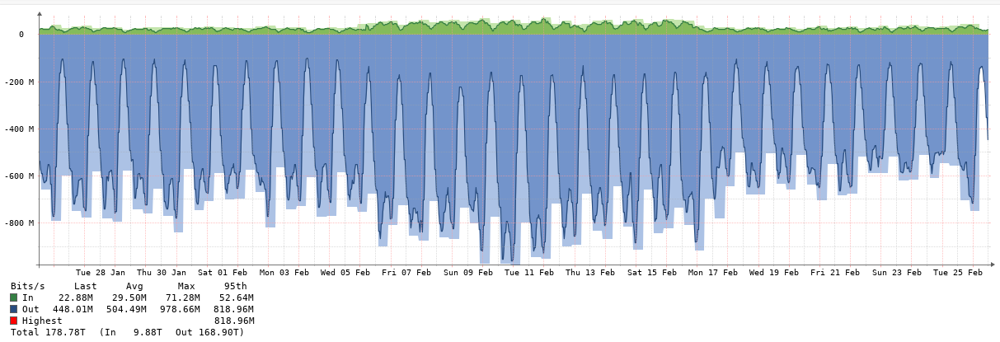 0
-200 M
-400 M
-600 M
-800 M
Tue 28 Jan Thu 30 Jan Sat 01 Feb Mon 03 Feb Wed 05 Feb Fri 07 Feb Sun 09 Feb Tue 11 Feb Thu 13 Feb Sat 15 Feb Mon 17 Feb Wed 19 Feb Fri 21 Feb Sun 23 Feb Tue 25 Feb
Bits/s Last Avg Max 95th
In 22.88M 29.50M 71.28M 52.64M
Out 448.01M 504.49M 978.66M 818.96M
Highest 818.96M
Total 178.78T (In 9.88T Out 168.90T)